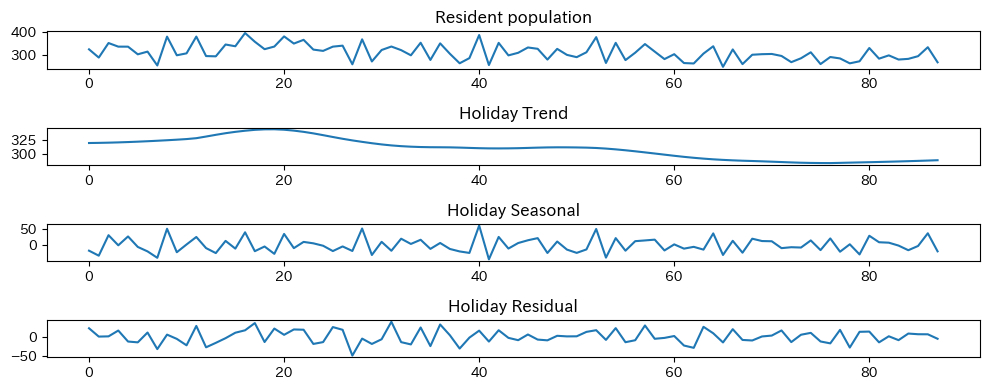 Resident population
400
300
0 20 40 60 80
Holiday Trend
325
300
0 20 40 60 80
Holiday Seasonal
50
0
0 20 40 60 80
Holiday Residual
0
−50
0 20 40 60 80